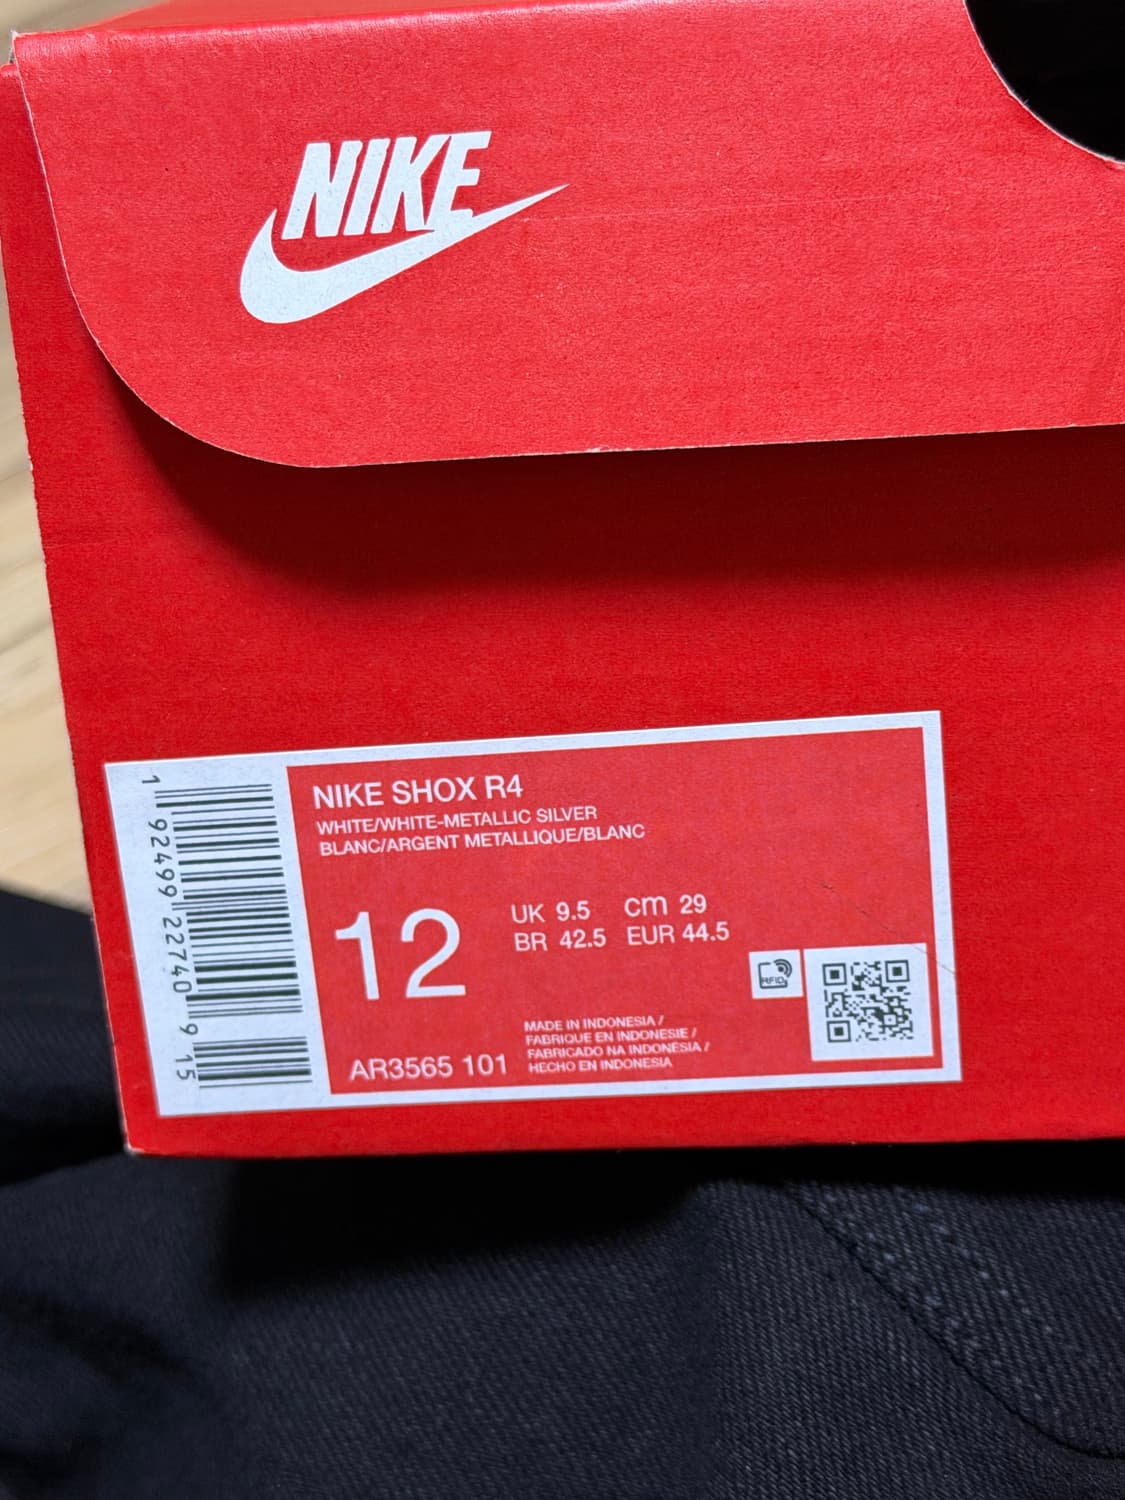 NIKE
NIKE SHOX R4
WHITE/WHITE-METALLIC SILVER
BLANC/ARGENT METALLIQUE/BLANC
12
UK 9.5 cm 29
BR 42.5 EUR 44.5
RFID
MADE IN INDONESIA /
FABRIQUE EN INDONESIE /
FABRICADO NA INDONESIA /
HECHO EN INDONESIA
AR3565 101
1 92499 22740 9 15